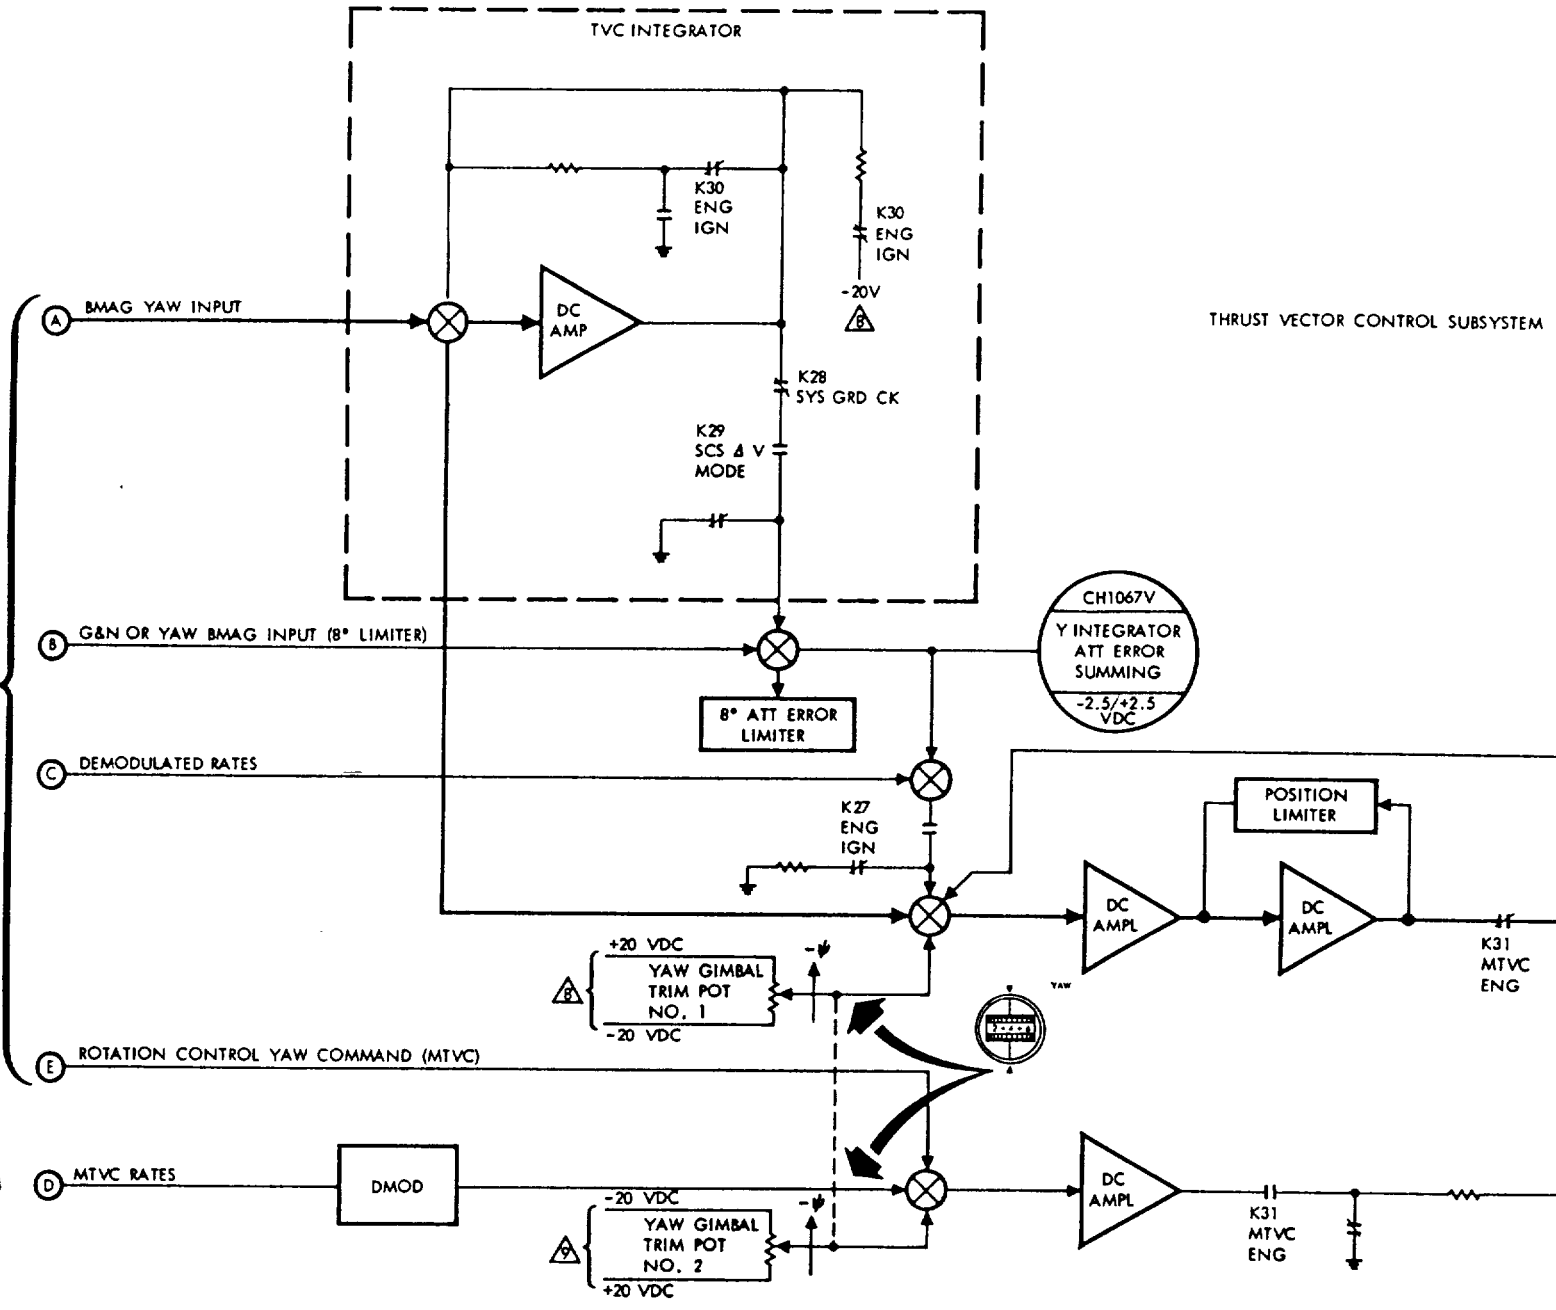 TVC INTEGRATOR
K30
ENG
IGN
K30
ENG
IGN
-20V
8
A
BMAG YAW INPUT
DC
AMP
THRUST VECTOR CONTROL SUBSYSTEM
K28
SYS GRD CK
K29
SCS Δ V
MODE
CH1067V
Y INTEGRATOR
ATT ERROR
SUMMING
-2.5/+2.5
VDC
B
G&N OR YAW BMAG INPUT (8° LIMITER)
8° ATT ERROR
LIMITER
C
DEMODULATED RATES
K27
ENG
IGN
POSITION
LIMITER
DC
AMPL
DC
AMPL
K31
MTVC
ENG
+20 VDC
YAW GIMBAL
TRIM POT
NO. 1
-20 VDC
8
-ψ
YAW
2 + 4 + 6
E
ROTATION CONTROL YAW COMMAND (MTVC)
D
MTVC RATES
DMOD
-20 VDC
YAW GIMBAL
TRIM POT
NO. 2
+20 VDC
9
-ψ
DC
AMPL
K31
MTVC
ENG